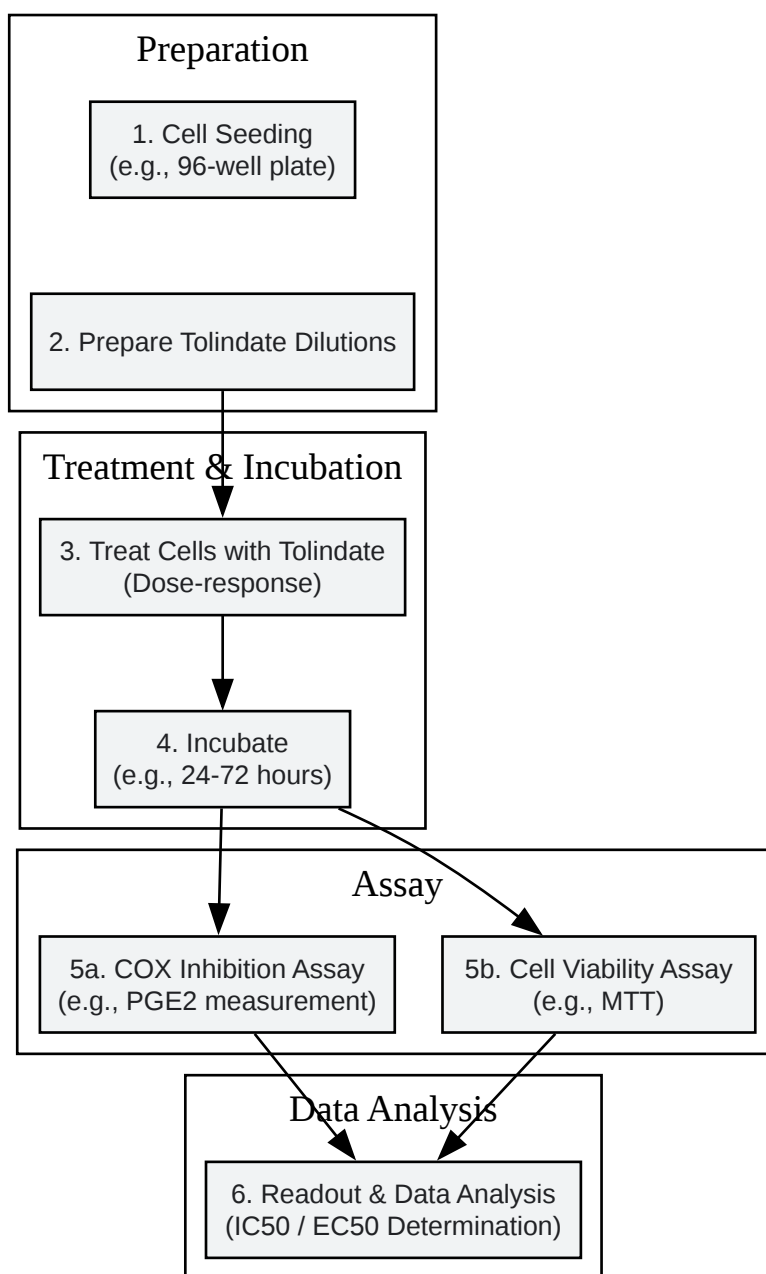 Preparation
1. Cell Seeding
(e.g., 96-well plate)
2. Prepare Tolindate Dilutions
Treatment & Incubation
3. Treat Cells with Tolindate
(Dose-response)
4. Incubate
(e.g., 24-72 hours)
Assay
5a. COX Inhibition Assay
(e.g., PGE2 measurement)
5b. Cell Viability Assay
(e.g., MTT)
Data Analysis
6. Readout & Data Analysis
(IC50 / EC50 Determination)